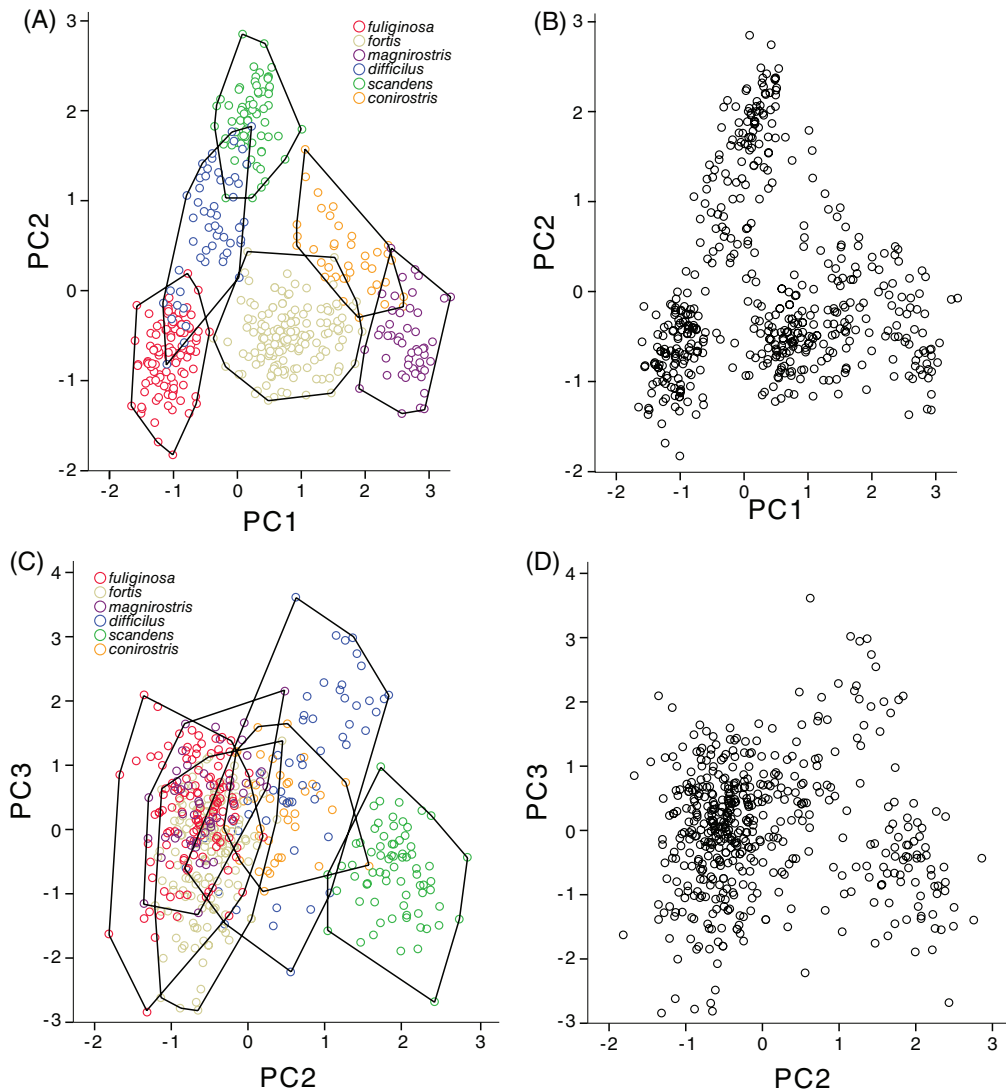 (A)
fuliginosa
fortis
magnirostris
difficilus
scandens
conirostris
3
2
1
0
-1
-2
PC2
-2
-1
0
1
2
3
PC1
(B)
3
2
1
0
-1
-2
PC2
-2
-1
0
1
2
3
PC1
(C)
fuliginosa
fortis
magnirostris
difficilus
scandens
conirostris
4
3
2
1
0
-1
-2
-3
PC3
-2
-1
0
1
2
3
PC2
(D)
4
3
2
1
0
-1
-2
-3
PC3
-2
-1
0
1
2
3
PC2